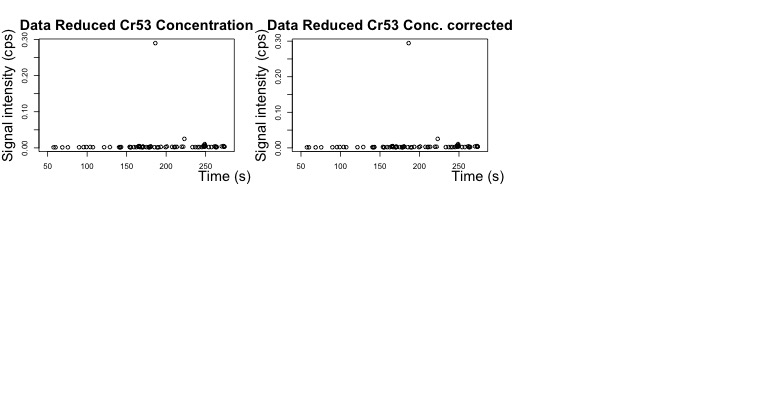 Data Reduced Cr53 Concentration
Signal intensity (cps)
0.00 0.10 0.20 0.30
50 100 150 200 250
Time (s)
Data Reduced Cr53 Conc. corrected
Signal intensity (cps)
0.00 0.10 0.20 0.30
50 100 150 200 250
Time (s)